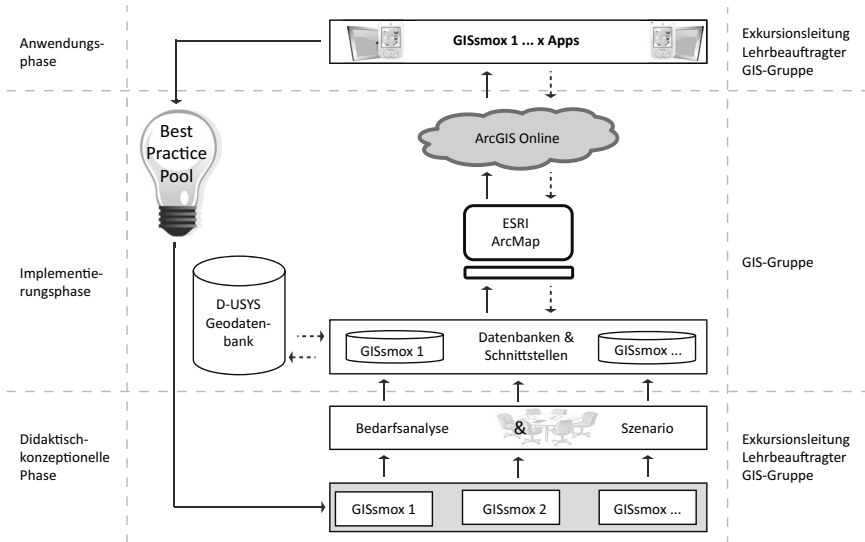 Anwendungs-
phase
GISsmox 1 ... x Apps
Exkursionsleitung
Lehrbeauftragter
GIS-Gruppe
Best
Practice
Pool
ArcGIS Online
ESRI
ArcMap
Implementie-
rungsphase
D-USYS
Geodaten-
bank
GIS-Gruppe
GISsmox 1
Datenbanken &
Schnittstellen
GISsmox ...
Didaktisch-
konzeptionelle
Phase
Bedarfsanalyse
&
Szenario
Exkursionsleitung
Lehrbeauftragter
GIS-Gruppe
GISsmox 1
GISsmox 2
GISsmox ...